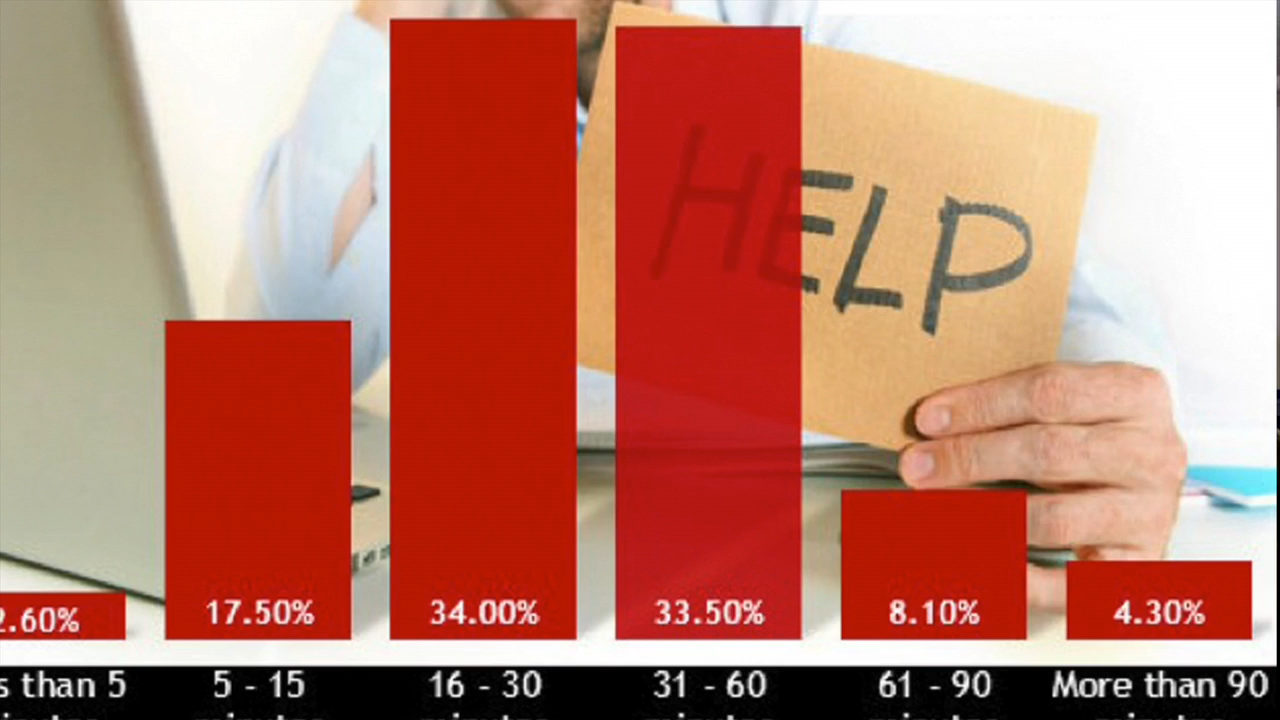 HELP
2.60% 17.50% 34.00% 33.50% 8.10% 4.30%
s than 5 5 - 15 16 - 30 31 - 60 61 - 90 More than 90